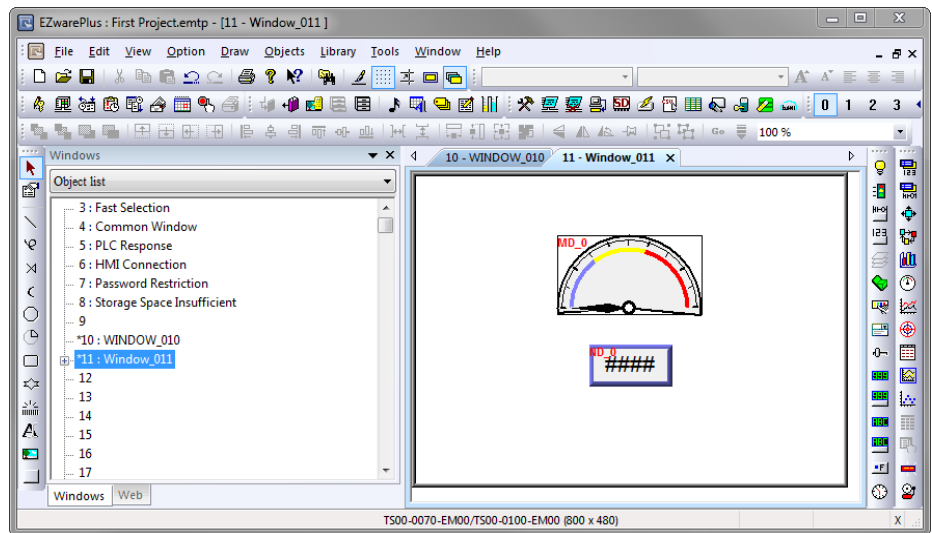 EZwarePlus : First Project.emtp - [11 - Window_011 ]
File Edit View Option Draw Objects Library Tools Window Help
0 1 2 3
Go 100 %
Windows
10 - WINDOW_010 11 - Window_011
Object list
3 : Fast Selection
4 : Common Window
5 : PLC Response
6 : HMI Connection
7 : Password Restriction
8 : Storage Space Insufficient
9
*10 : WINDOW_010
*11 : Window_011
12
13
14
15
16
17
MD_0
ND_0
####
Windows Web
TS00-0070-EM00/TS00-0100-EM00 (800 x 480)
X